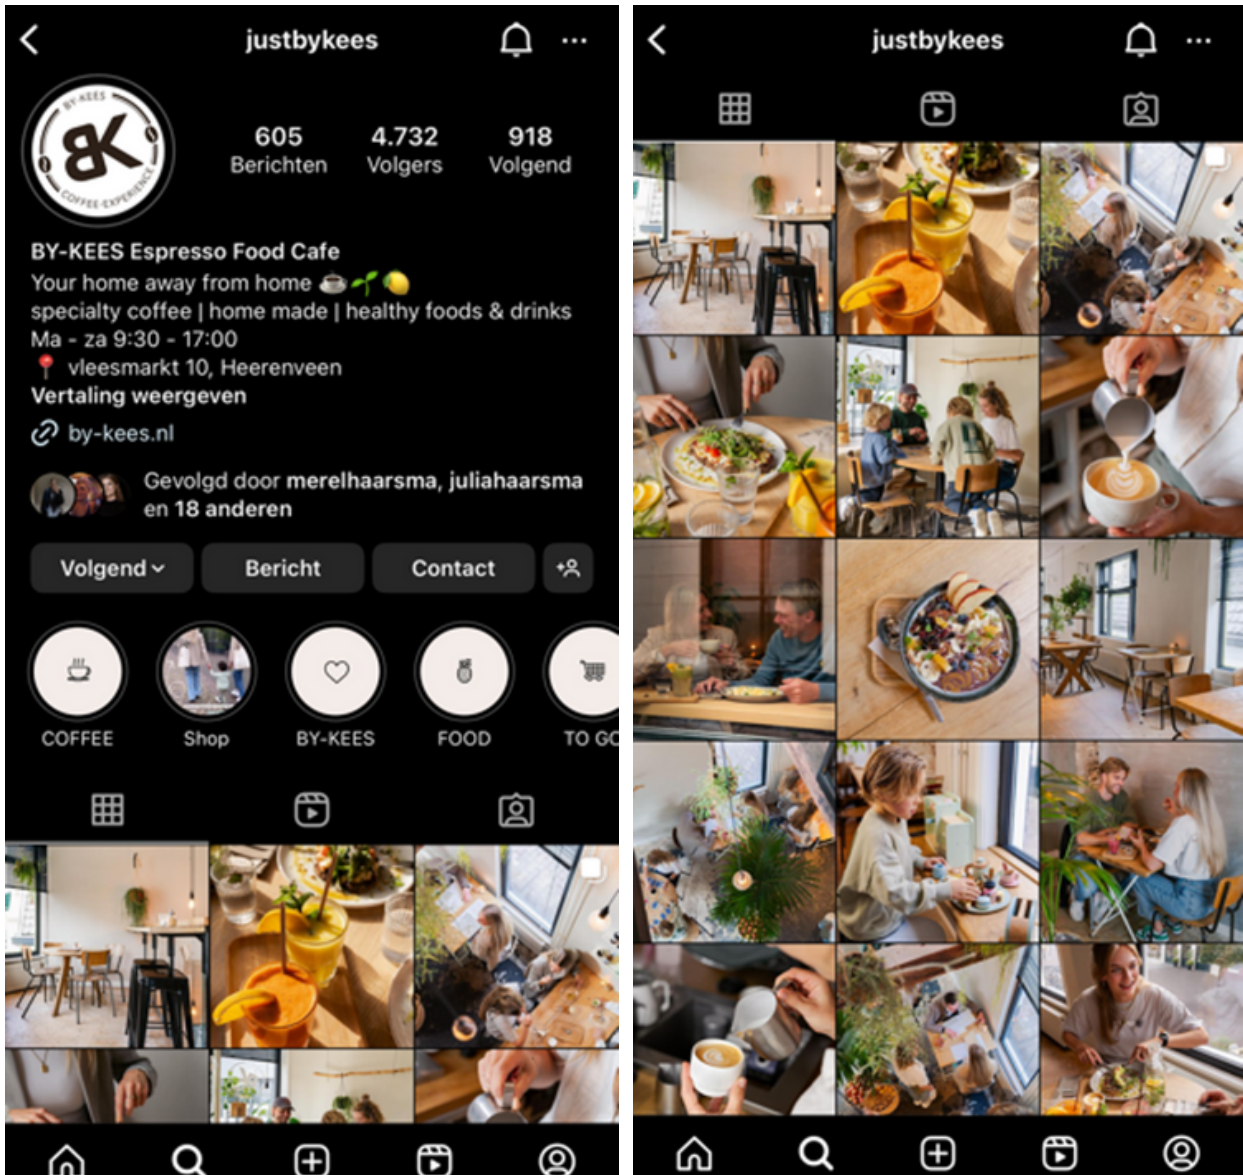 justbykees
BY-KEES
BK
COFFEE-EXPERIENCE
605
Berichten
4.732
Volgers
918
Volgend
BY-KEES Espresso Food Cafe
Your home away from home ☕🌱🍋
specialty coffee | home made | healthy foods & drinks
Ma - za 9:30 - 17:00
📍 vleesmarkt 10, Heerenveen
Vertaling weergeven
by-kees.nl
Gevolgd door merelhaarsma, juliahaarsma
en 18 anderen
Volgend
Bericht
Contact
COFFEE
Shop
BY-KEES
FOOD
TO GO
justbykees